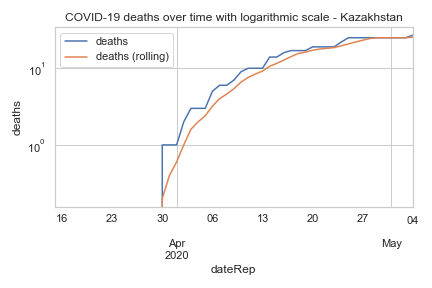 COVID-19 deaths over time with logarithmic scale - Kazakhstan
deaths
deaths (rolling)
10¹
10⁰
deaths
16 23 30 06 13 20 27 04
Apr May
2020
dateRep